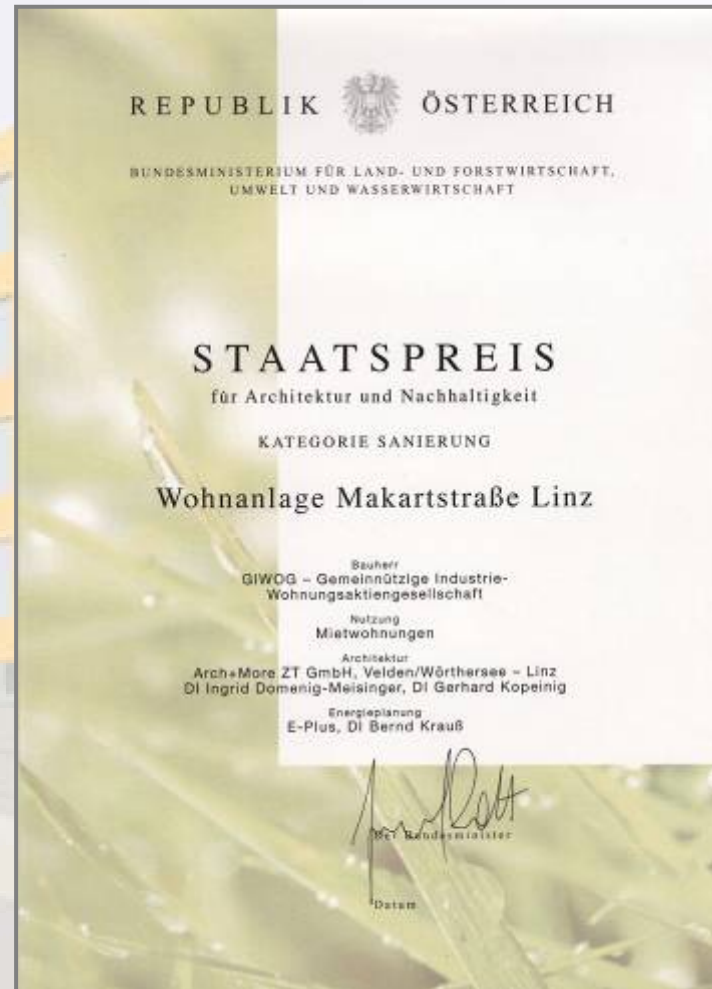 REPUBLIK ÖSTERREICH
BUNDESMINISTERIUM FÜR LAND- UND FORSTWIRTSCHAFT,
UMWELT UND WASSERWIRTSCHAFT
STAATSPREIS
für Architektur und Nachhaltigkeit
KATEGORIE SANIERUNG
Wohnanlage Makartstraße Linz
Bauherr
GIWOG – Gemeinnützige Industrie-
Wohnungsaktiengesellschaft
Nutzung
Mietwohnungen
Architektur
Arch+More ZT GmbH, Velden/Wörthersee – Linz
DI Ingrid Domenig-Meisinger, DI Gerhard Kopeinig
Energieplanung
E-Plus, DI Bernd Krauß
Der Bundesminister
Datum